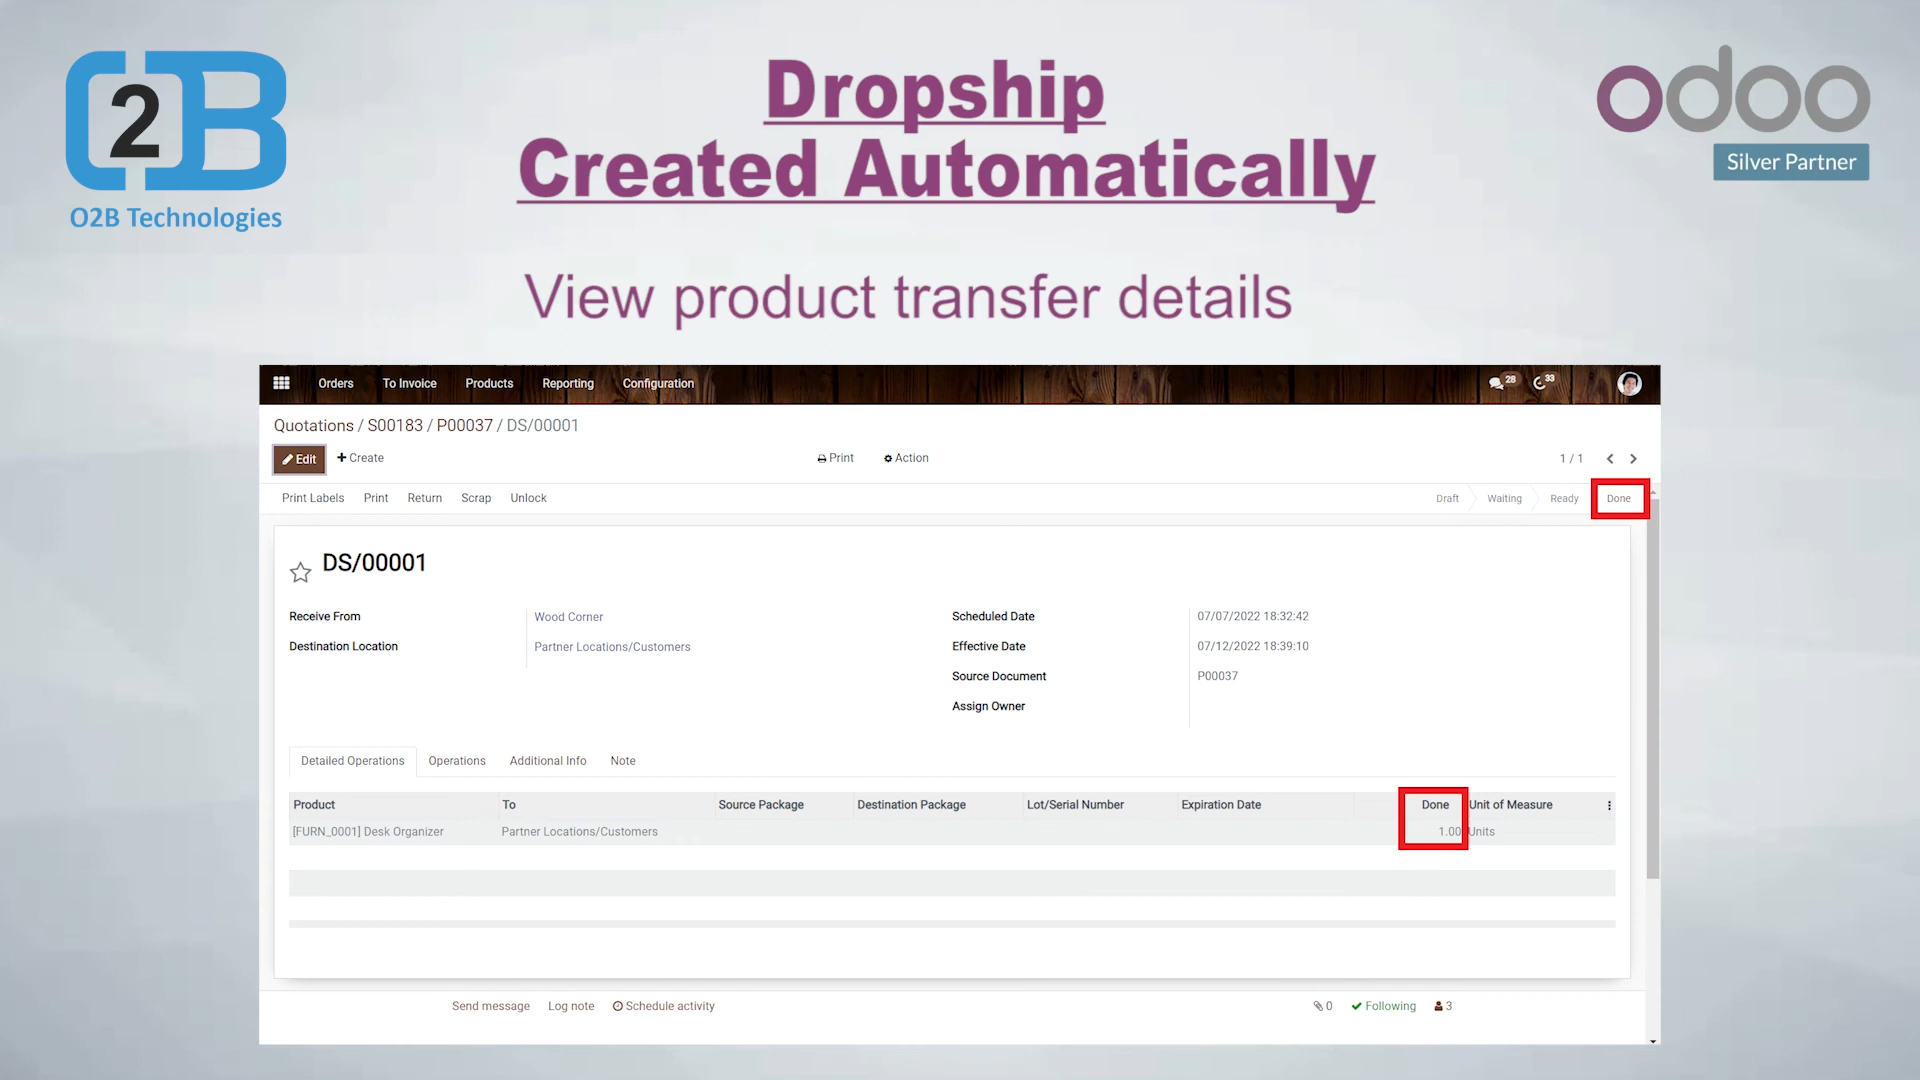 2B
O2B Technologies
Dropship
Created Automatically
odoo
Silver Partner
View product transfer details
Orders To Invoice Products Reporting Configuration 28 33
Quotations / S00183 / P00037 / DS/00001
Edit Create Print Action 1 / 1
Print Labels Print Return Scrap Unlock Draft Waiting Ready Done
DS/00001
Receive From Wood Corner Scheduled Date 07/07/2022 18:32:42
Destination Location Partner Locations/Customers Effective Date 07/12/2022 18:39:10
Source Document P00037
Assign Owner
Detailed Operations Operations Additional Info Note
Product To Source Package Destination Package Lot/Serial Number Expiration Date Done Unit of Measure
[FURN_0001] Desk Organizer Partner Locations/Customers 1.00 Units
Send message Log note Schedule activity 0 Following 3